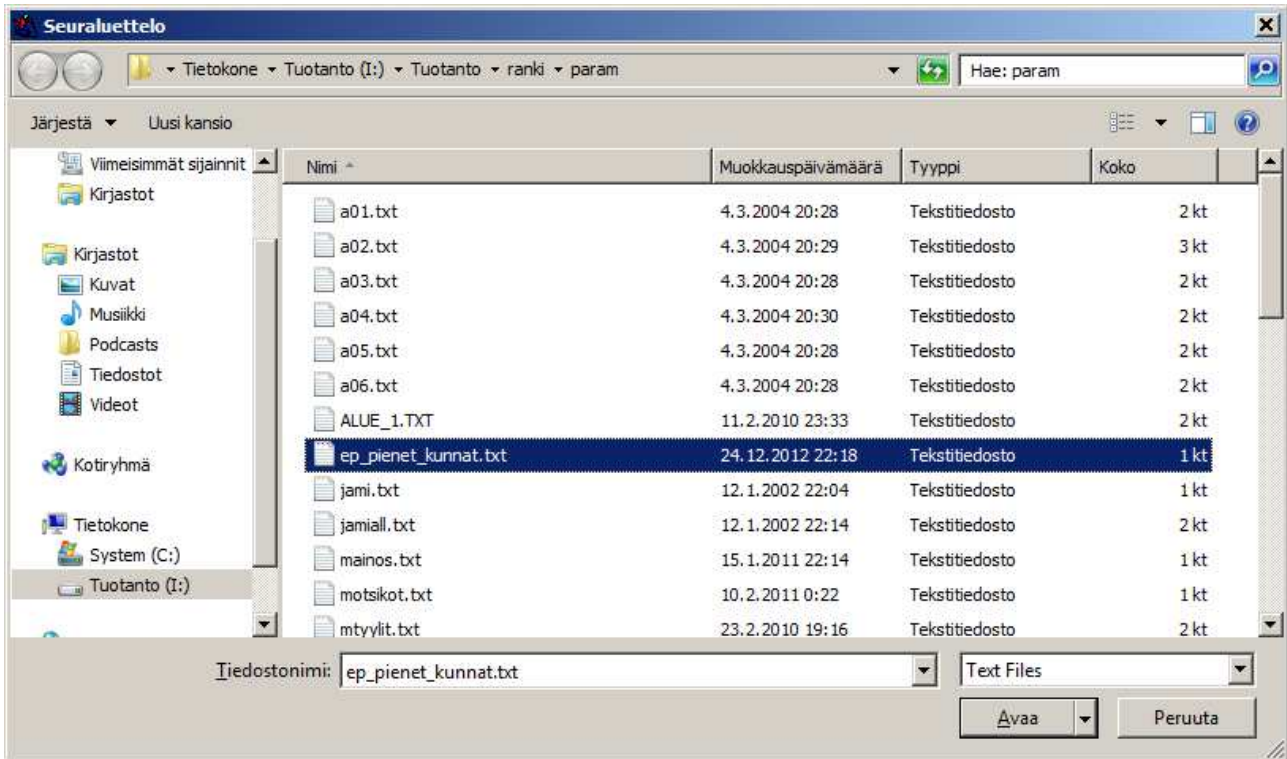 Seuraluettelo
Tietokone Tuotanto (I:) Tuotanto ranki param Hae: param
Järjestä Uusi kansio
Viimeisimmät sijainnit
Kirjastot
Kirjastot
Kuvat
Musiikki
Podcasts
Tiedostot
Videot
Kotiryhmä
Tietokone
System (C:)
Tuotanto (I:)
Nimi Muokkauspäivämäärä Tyyppi Koko
a01.txt 4.3.2004 20:28 Tekstitiedosto 2 kt
a02.txt 4.3.2004 20:29 Tekstitiedosto 3 kt
a03.txt 4.3.2004 20:28 Tekstitiedosto 2 kt
a04.txt 4.3.2004 20:30 Tekstitiedosto 2 kt
a05.txt 4.3.2004 20:28 Tekstitiedosto 2 kt
a06.txt 4.3.2004 20:28 Tekstitiedosto 2 kt
ALUE_1.TXT 11.2.2010 23:33 Tekstitiedosto 2 kt
ep_pienet_kunnat.txt 24.12.2012 22:18 Tekstitiedosto 1 kt
jami.txt 12.1.2002 22:04 Tekstitiedosto 1 kt
jamiall.txt 12.1.2002 22:14 Tekstitiedosto 2 kt
mainos.txt 15.1.2011 22:14 Tekstitiedosto 1 kt
motsikot.txt 10.2.2011 0:22 Tekstitiedosto 1 kt
mtyylit.txt 23.2.2010 19:16 Tekstitiedosto 2 kt
Tiedostonimi: ep_pienet_kunnat.txt Text Files
Avaa Peruuta